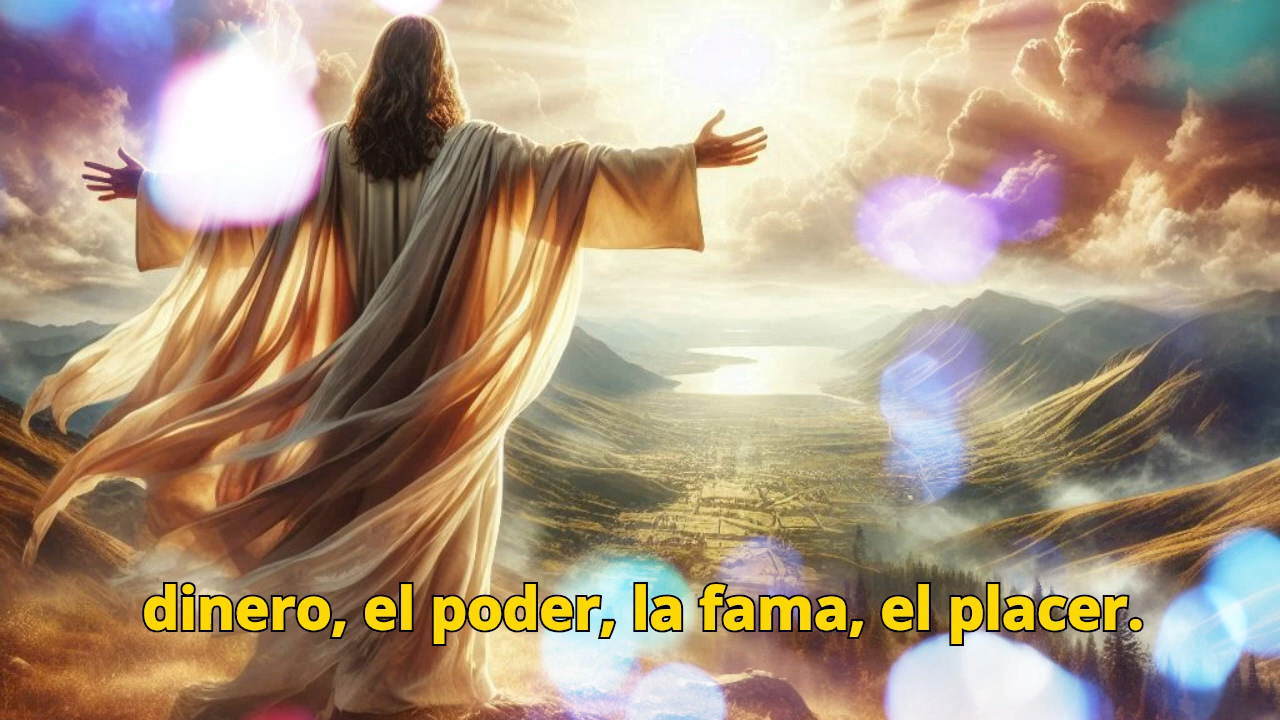 dinero, el poder, la fama, el placer.